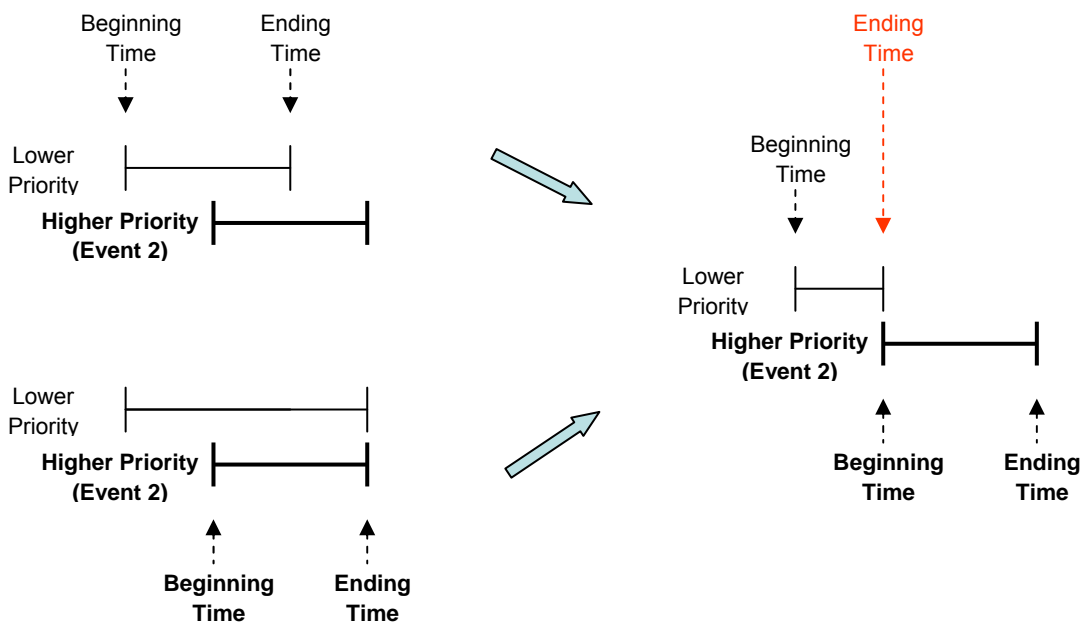 Beginning
Time
Ending
Time
Lower
Priority
Higher Priority
(Event 2)
Lower
Priority
Higher Priority
(Event 2)
Beginning
Time
Ending
Time
Ending
Time
Beginning
Time
Lower
Priority
Higher Priority
(Event 2)
Beginning
Time
Ending
Time